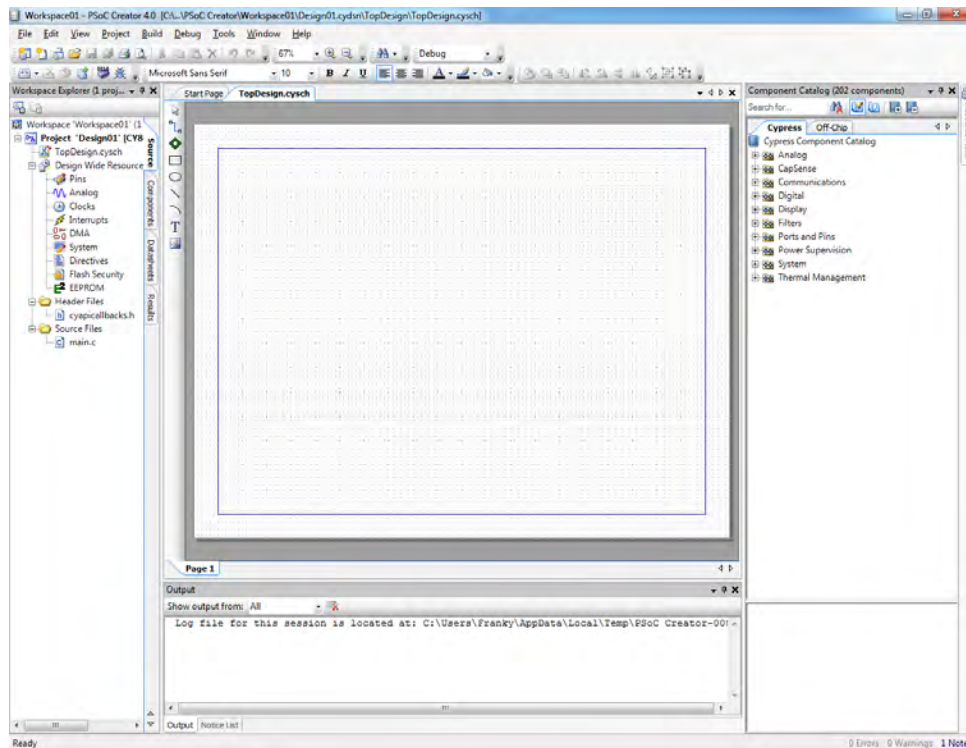 Workspace01 - PSoC Creator 4.0 [C:\...\PSoC Creator\Workspace01\Design01.cydsn\TopDesign\TopDesign.cysch]
File Edit View Project Build Debug Tools Window Help
67% Debug
Microsoft Sans Serif 10 B I U A
Workspace Explorer (1 proj...
Workspace 'Workspace01' (1
Project 'Design01' [CY8
TopDesign.cysch
Design Wide Resource
Pins
Analog
Clocks
Interrupts
DMA
System
Directives
Flash Security
EEPROM
Header Files
cyapicallbacks.h
Source Files
main.c
Source
Components
Datasheets
Results
Start Page TopDesign.cysch
T
Page 1
Output
Show output from: All
Log file for this session is located at: C:\Users\Franky\AppData\Local\Temp\PSoC Creator-00
Output Notice List
Component Catalog (202 components)
Search for...
Cypress Off-Chip
Cypress Component Catalog
Analog
CapSense
Communications
Digital
Display
Filters
Ports and Pins
Power Supervision
System
Thermal Management
Ready 0 Errors 0 Warnings 1 Note